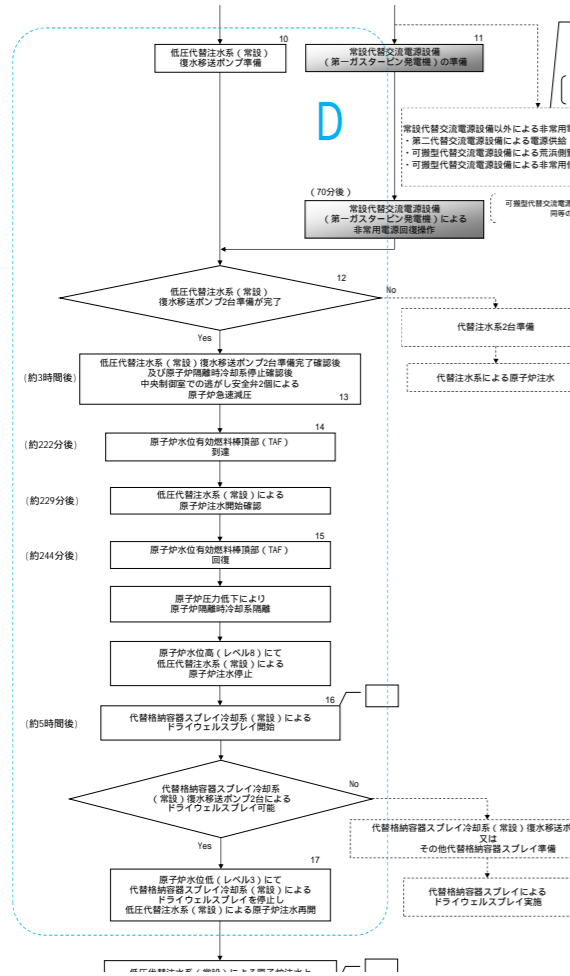 10
低圧代替注水系(常設)
復水移送ポンプ準備
11
常設代替交流電源設備
(第一ガスタービン発電機)の準備
D
常設代替交流電源設備以外による非常用電
・第二代替交流電源設備による電源供給
・可搬型代替交流電源設備による荒浜側緊
・可搬型代替交流電源設備による非常用
(70分後)
常設代替交流電源設備
(第一ガスタービン発電機)による
非常用電源回復操作
可搬型代替交流電源
同等の
12
低圧代替注水系(常設)
復水移送ポンプ2台準備が完了
No
Yes
代替注水系2台準備
代替注水系による原子炉注水
(約3時間後)
低圧代替注水系(常設)復水移送ポンプ2台準備完了確認後
及び原子炉隔離時冷却系停止確認後
中央制御室での逃がし安全弁2個による
原子炉急速減圧
13
14
(約222分後)
原子炉水位有効燃料棒頂部(TAF)
到達
(約229分後)
低圧代替注水系(常設)による
原子炉注水開始確認
15
(約244分後)
原子炉水位有効燃料棒頂部(TAF)
回復
原子炉圧力低下により
原子炉隔離時冷却系隔離
原子炉水位高(レベル8)にて
低圧代替注水系(常設)による
原子炉注水停止
16
(約5時間後)
代替格納容器スプレイ冷却系(常設)による
ドライウェルスプレイ開始
代替格納容器スプレイ冷却系
(常設)復水移送ポンプ2台による
ドライウェルスプレイ可能
No
Yes
代替格納容器スプレイ冷却系(常設)復水移送ポ
又は
その他代替格納容器スプレイ準備
代替格納容器スプレイによる
ドライウェルスプレイ実施
17
原子炉水位低(レベル3)にて
代替格納容器スプレイ冷却系(常設)による
ドライウェルスプレイを停止し
低圧代替注水系(常設)による原子炉注水再開
低圧代替注水系(常設)による原子炉注水と